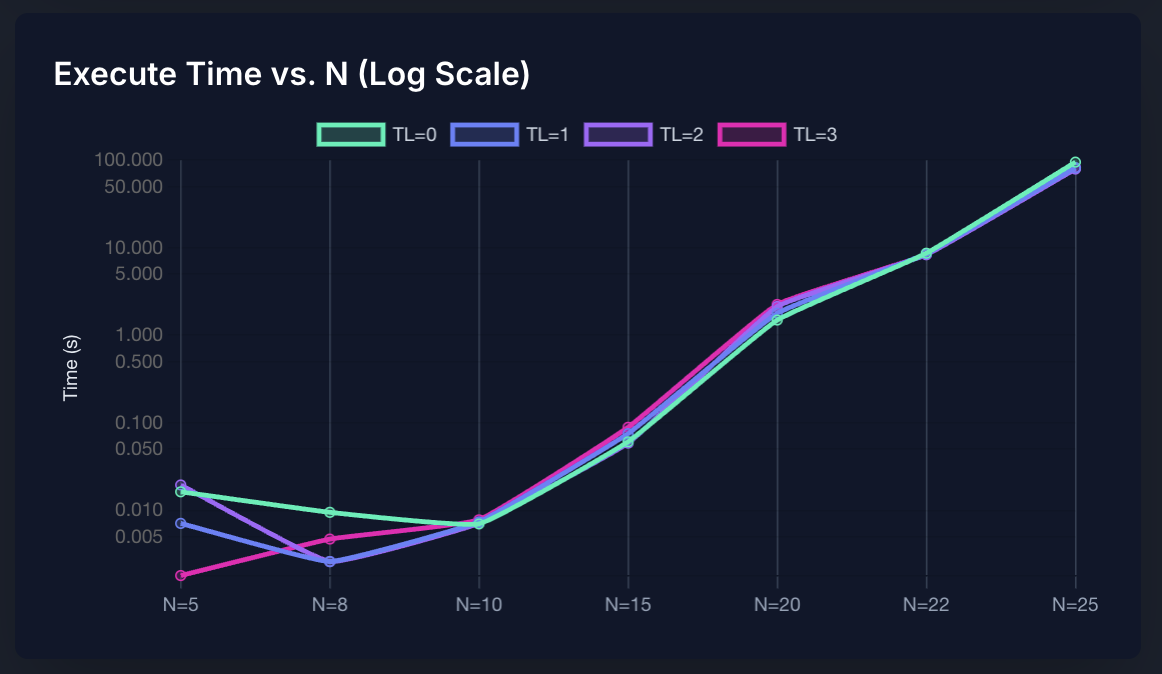 Execute Time vs. N (Log Scale)
TL=0 TL=1 TL=2 TL=3
100.000
50.000
10.000
5.000
1.000
0.500
0.100
0.050
0.010
0.005
Time (s)
N=5 N=8 N=10 N=15 N=20 N=22 N=25